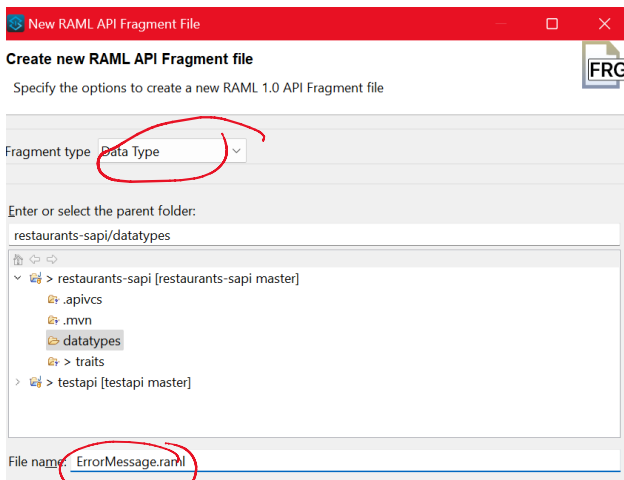 New RAML API Fragment File
Create new RAML API Fragment file
Specify the options to create a new RAML 1.0 API Fragment file
FRG
Fragment type Data Type
Enter or select the parent folder:
restaurants-sapi/datatypes
> restaurants-sapi [restaurants-sapi master]
.apivcs
.mvn
datatypes
> traits
> testapi [testapi master]
File name: ErrorMessage.raml